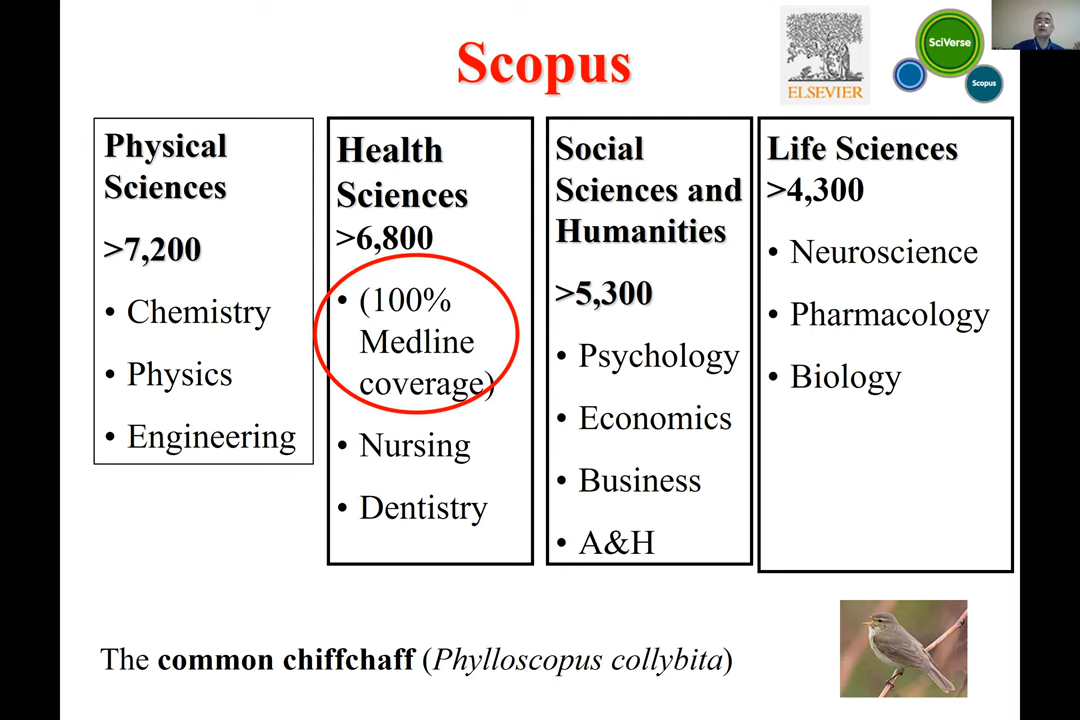 Scopus
ELSEVIER
SciVerse
Scopus
Physical
Sciences
>7,200
• Chemistry
• Physics
• Engineering
Health
Sciences
>6,800
• (100%
Medline
coverage)
• Nursing
• Dentistry
Social
Sciences and
Humanities
>5,300
• Psychology
• Economics
• Business
• A&H
Life Sciences
>4,300
• Neuroscience
• Pharmacology
• Biology
The common chiffchaff (Phylloscopus collybita)